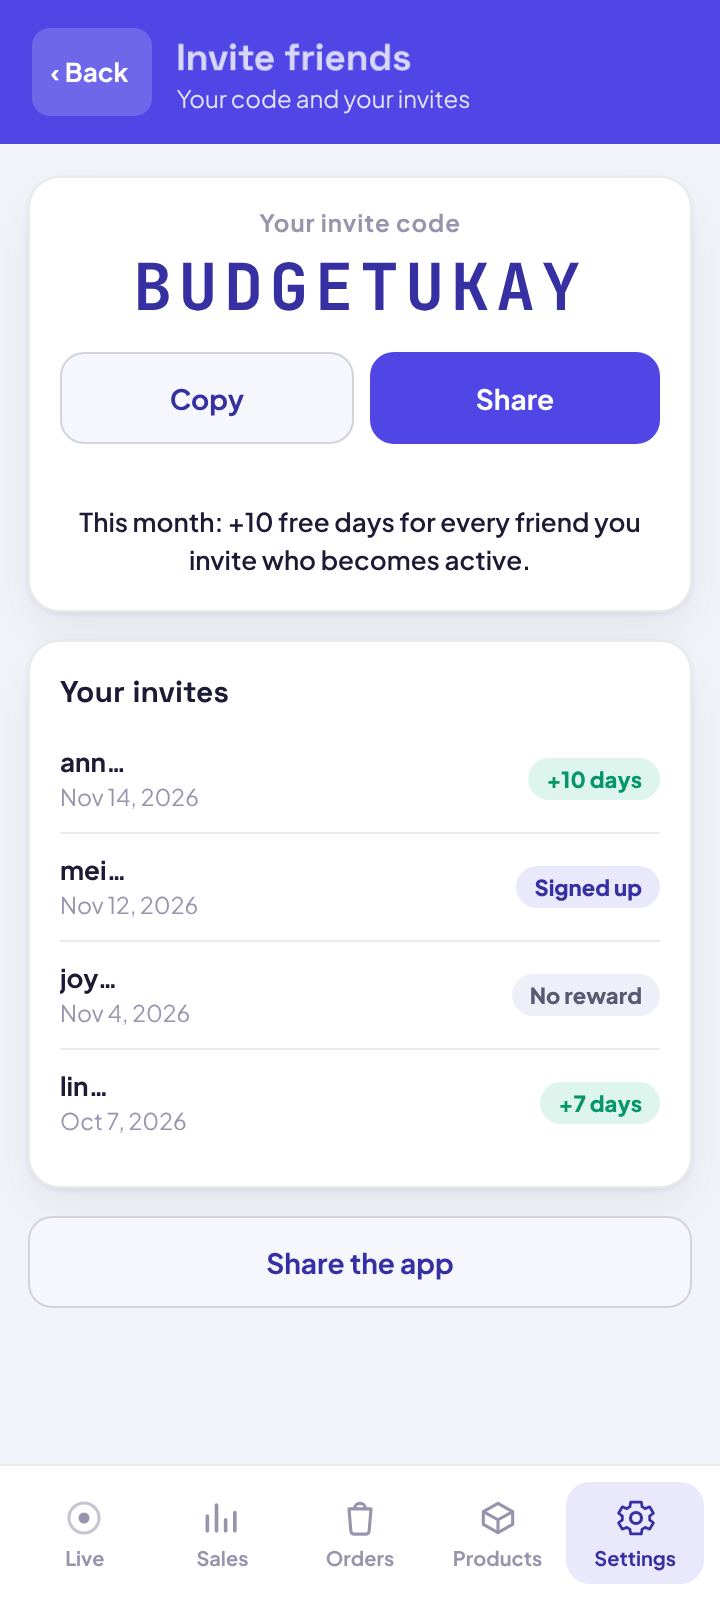 ‹ Back
Invite friends
Your code and your invites
Your invite code
BUDGETUKAY
Copy
Share
This month: +10 free days for every friend you
invite who becomes active.
Your invites
ann…
+10 days
Nov 14, 2026
mei…
Signed up
Nov 12, 2026
joy…
No reward
Nov 4, 2026
lin…
+7 days
Oct 7, 2026
Share the app
Live
Sales
Orders
Products
Settings